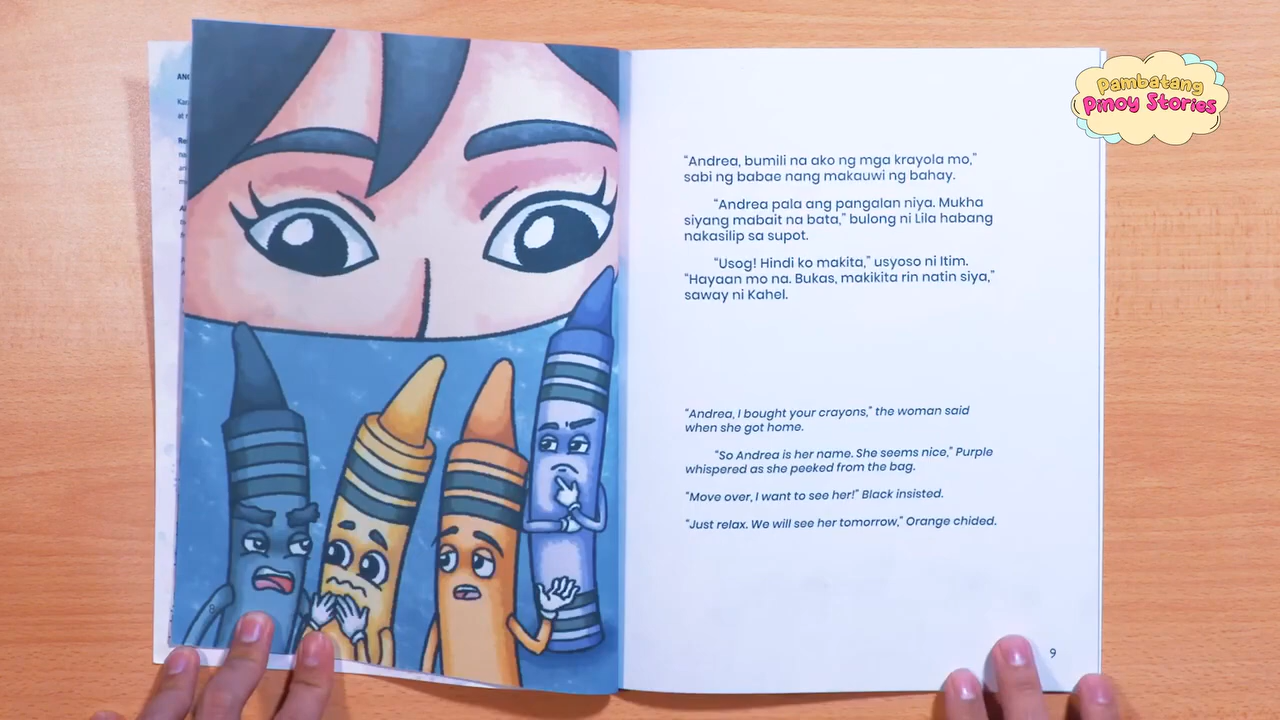 ANG
Pambatang
Pinoy Stories
“Andrea, bumili na ako ng mga krayola mo,”
sabi ng babae nang makauwi ng bahay.
“Andrea pala ang pangalan niya. Mukha
siyang mabait na bata,” bulong ni Lila habang
nakasilip sa supot.
“Usog! Hindi ko makita,” usyoso ni Itim.
“Hayaan mo na. Bukas, makikita rin natin siya,”
saway ni Kahel.
“Andrea, I bought your crayons,” the woman said
when she got home.
“So Andrea is her name. She seems nice,” Purple
whispered as she peeked from the bag.
“Move over, I want to see her!” Black insisted.
“Just relax. We will see her tomorrow,” Orange chided.
8
9